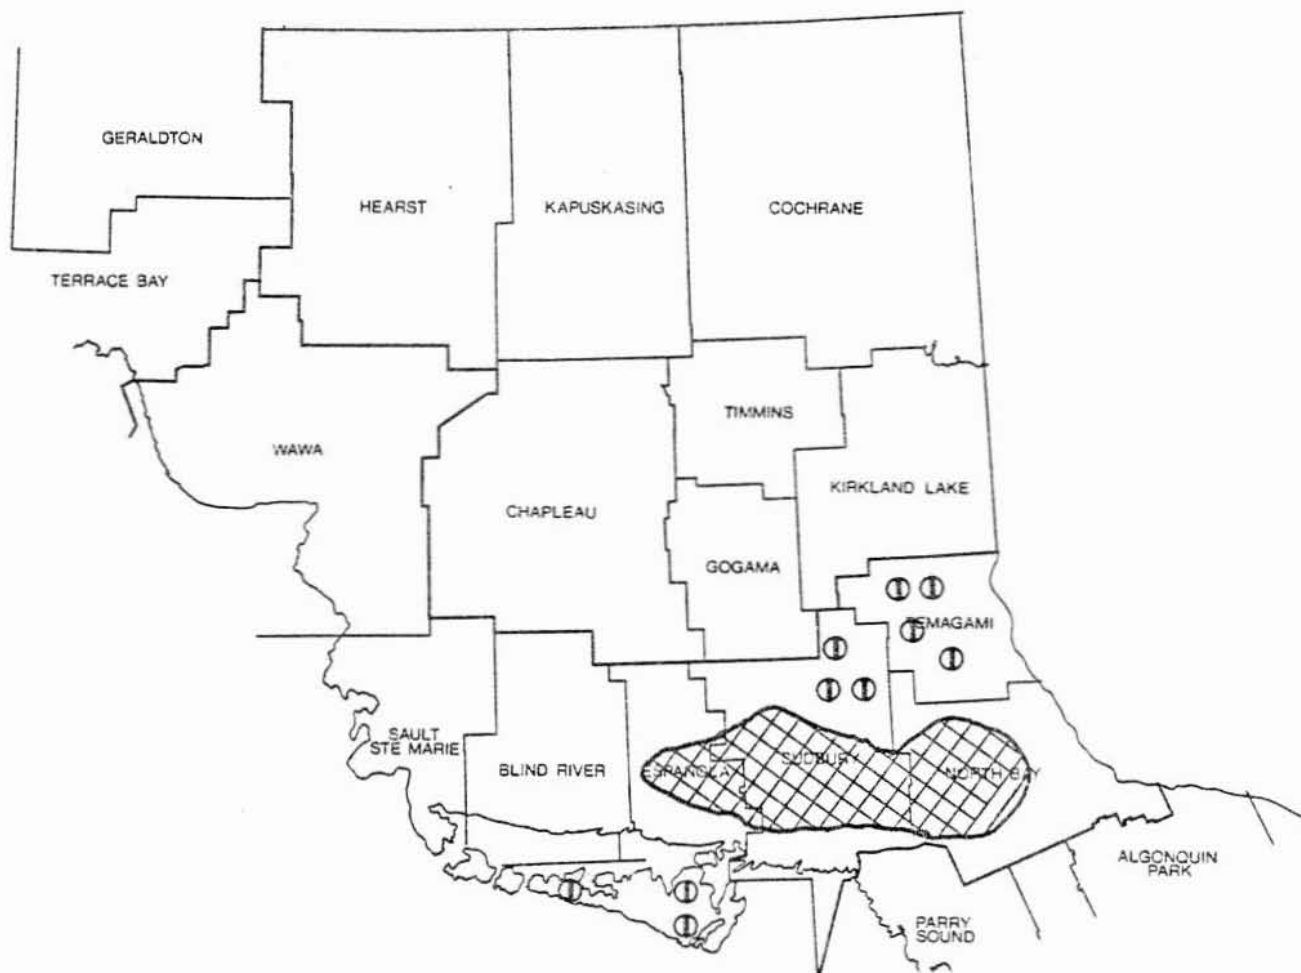 GERALDTON
HEARST
KAPUSKASING
COCHRANE
TERRACE BAY
TIMMINS
WAWA
KIRKLAND LAKE
CHAPLEAU
GOGAMA
TEMAGAMI
SAULT
STE MARIE
BLIND RIVER
ESPANOLA
SUDBURY
NORTH BAY
ALGONQUIN
PARK
PARRY
SOUND